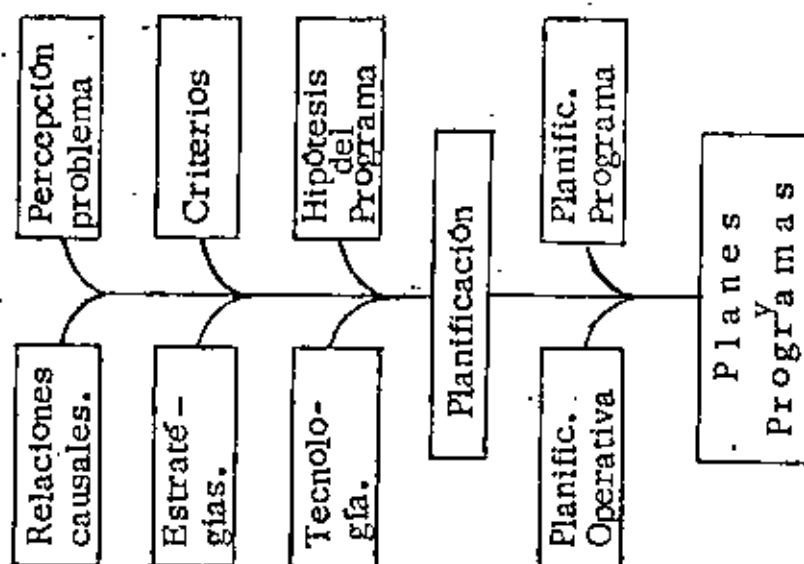 Percepción
problema
Criterios
Hipótesis
del
Programa
Planific.
Programa
Planificación
Planes
y
Programas
Relaciones
causales.
Estraté-
gias.
Tecnolo-
gía.
Planific.
Operativa